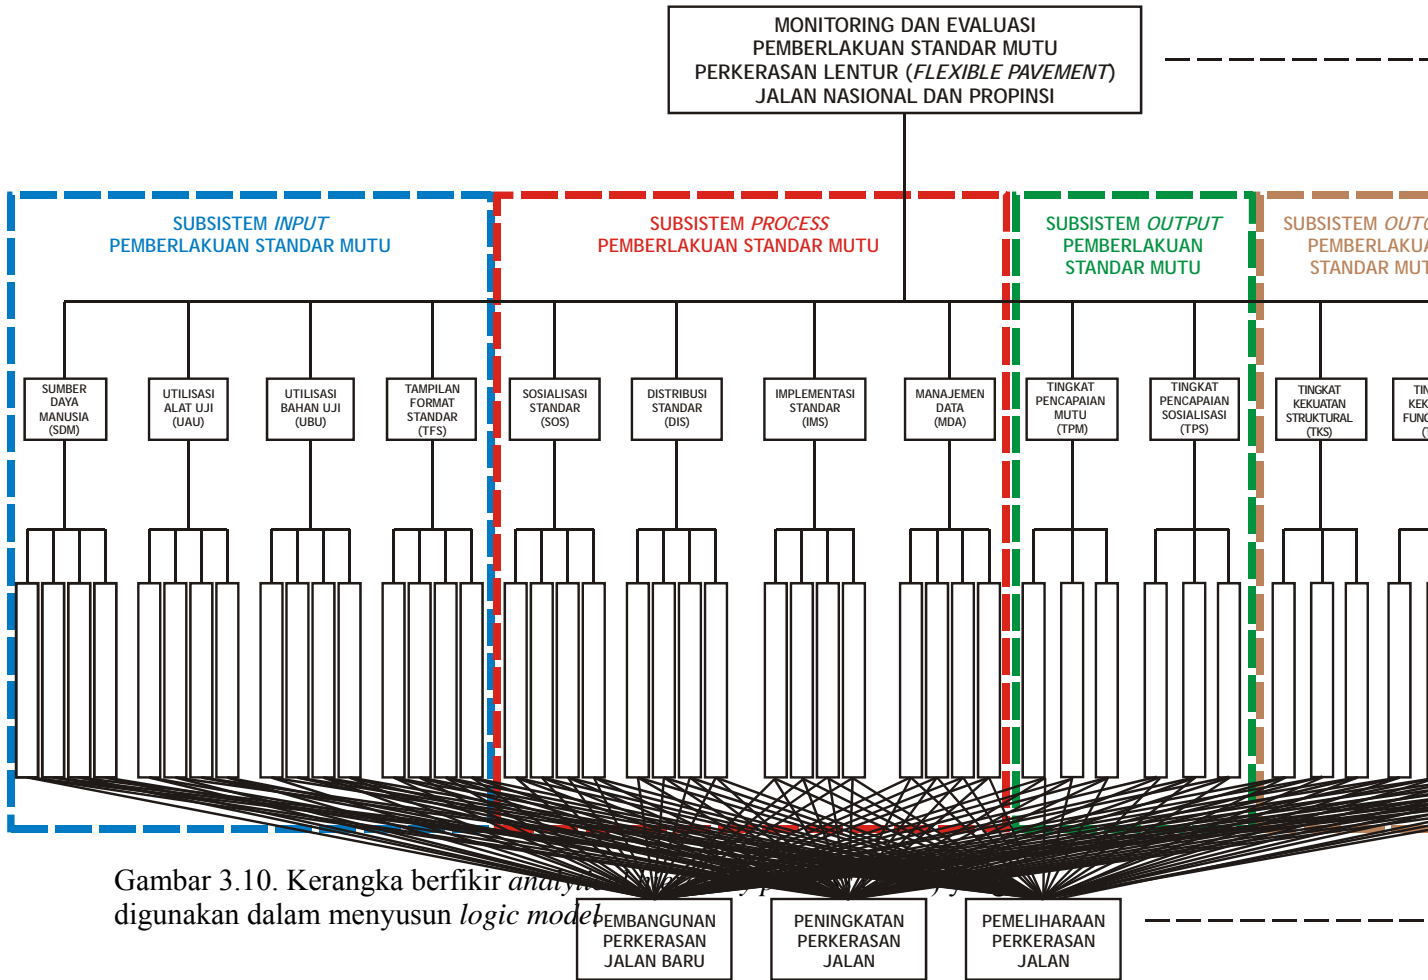 MONITORING DAN EVALUASI
PEMBERLAKUAN STANDAR MUTU
PERKERASAN LENTUR (FLEXIBLE PAVEMENT)
JALAN NASIONAL DAN PROPINSI
SUBSISTEM INPUT
PEMBERLAKUAN STANDAR MUTU
SUBSISTEM PROCESS
PEMBERLAKUAN STANDAR MUTU
SUBSISTEM OUTPUT
PEMBERLAKUAN
STANDAR MUTU
SUBSISTEM
STANDAR
SUMBER
DAYA
MANUSIA
(SDM)
UTILISASI
ALAT UJI
(UAU)
UTILISASI
BAHAN UJI
(UBU)
TAMPILAN
FORMAT
STANDAR
(TFS)
SOSIALISASI
STANDAR
(SOS)
DISTRIBUSI
STANDAR
(DIS)
IMPLEMENTASI
STANDAR
(IMS)
MANAJEMEN
DATA
(MDA)
TINGKAT
PENCAPAIAN
MUTU
(TPM)
TINGKAT
PENCAPAIAN
SOSIALISASI
(TPS)
TINGKAT
KEKUATAN
STRUKTURAL
(TKS)
Gambar 3.10. Kerangka berfikir
digunakan dalam menyusun logic model
PEMBANGUNAN
PERKERASAN
JALAN BARU
PENINGKATAN
PERKERASAN
JALAN
PEMELIHARAAN
PERKERASAN
JALAN